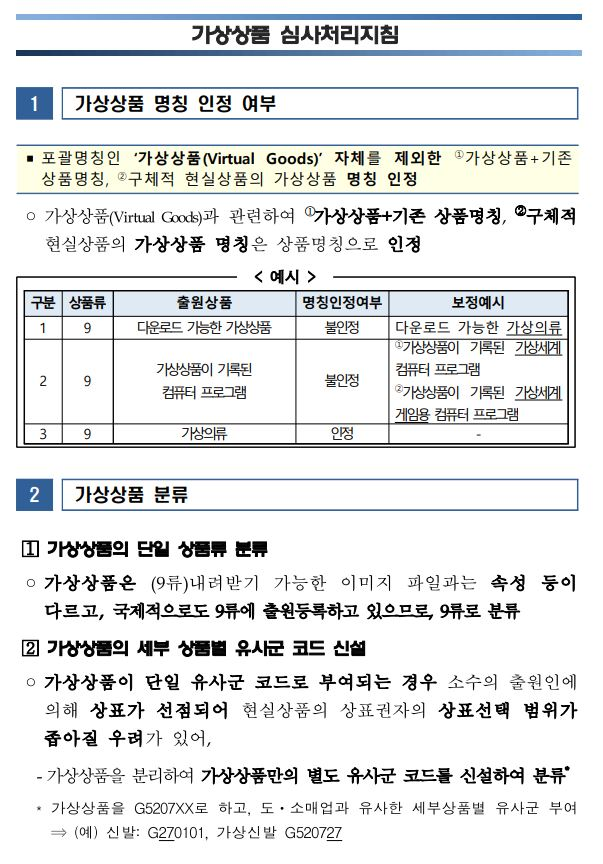 가상상품 심사처리지침
1 가상상품 명칭 인정 여부
▪ 포괄명칭인 '가상상품(Virtual Goods)' 자체를 제외한 ①가상상품+기존
상품명칭, ②구체적 현실상품의 가상상품 명칭 인정
○ 가상상품(Virtual Goods)과 관련하여 ①가상상품+기존 상품명칭, ②구체적
현실상품의 가상상품 명칭은 상품명칭으로 인정
< 예시 >
구분 상품류 출원상품 명칭인정여부 보정예시
1 9 다운로드 가능한 가상상품 불인정 다운로드 가능한 가상의류
2 9 가상상품이 기록된 컴퓨터 프로그램 불인정 ①가상상품이 기록된 가상세계
컴퓨터 프로그램
②가상상품이 기록된 가상세계
게임용 컴퓨터 프로그램
3 9 가상의류 인정 -
2 가상상품 분류
1 가상상품의 단일 상품류 분류
○ 가상상품은 (9류)내려받기 가능한 이미지 파일과는 속성 등이
다르고, 국제적으로도 9류에 출원등록하고 있으므로, 9류로 분류
2 가상상품의 세부 상품별 유사군 코드 신설
○ 가상상품이 단일 유사군 코드로 부여되는 경우 소수의 출원인에
의해 상표가 선점되어 현실상품의 상표권자의 상표선택 범위가
좁아질 우려가 있어,
- 가상상품을 분리하여 가상상품만의 별도 유사군 코드를 신설하여 분류*
* 가상상품을 G5207XX로 하고, 도·소매업과 유사한 세부상품별 유사군 부여
⇒ (예) 신발: G270101, 가상신발 G520727